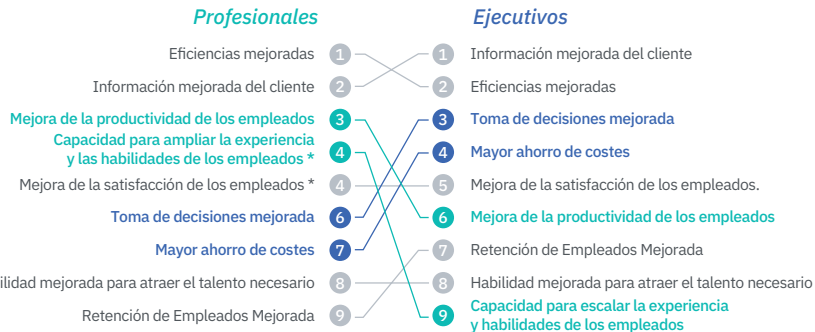 Profesionales
Eficiencias mejoradas 1
Información mejorada del cliente 2
Mejora de la productividad de los empleados 3
Capacidad para ampliar la experiencia
y las habilidades de los empleados * 4
Mejora de la satisfacción de los empleados * 4
Toma de decisiones mejorada 6
Mayor ahorro de costes 7
ilidad mejorada para atraer el talento necesario 8
Retención de Empleados Mejorada 9
Ejecutivos
1 Información mejorada del cliente
2 Eficiencias mejoradas
3 Toma de decisiones mejorada
4 Mayor ahorro de costes
5 Mejora de la satisfacción de los empleados.
6 Mejora de la productividad de los empleados
7 Retención de Empleados Mejorada
8 Habilidad mejorada para atraer el talento necesario
9 Capacidad para escalar la experiencia
y habilidades de los empleados